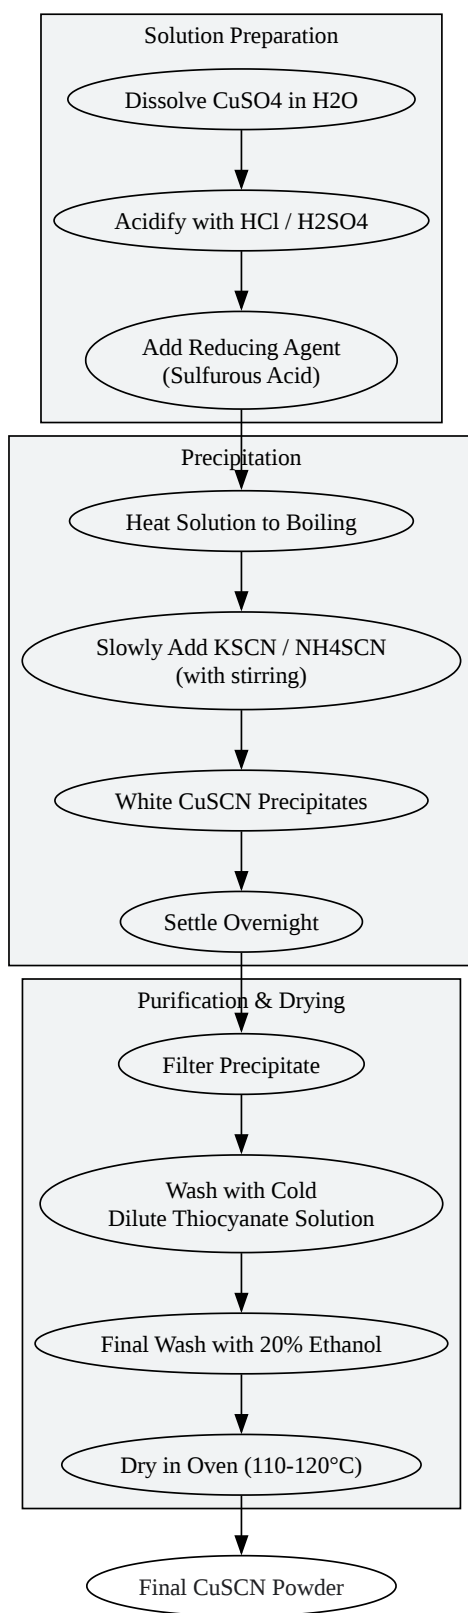 Solution Preparation
Dissolve CuSO4 in H2O
Acidify with HCl / H2SO4
Add Reducing Agent
(Sulfurous Acid)
Precipitation
Heat Solution to Boiling
Slowly Add KSCN / NH4SCN
(with stirring)
White CuSCN Precipitates
Settle Overnight
Purification & Drying
Filter Precipitate
Wash with Cold
Dilute Thiocyanate Solution
Final Wash with 20% Ethanol
Dry in Oven (110-120°C)
Final CuSCN Powder